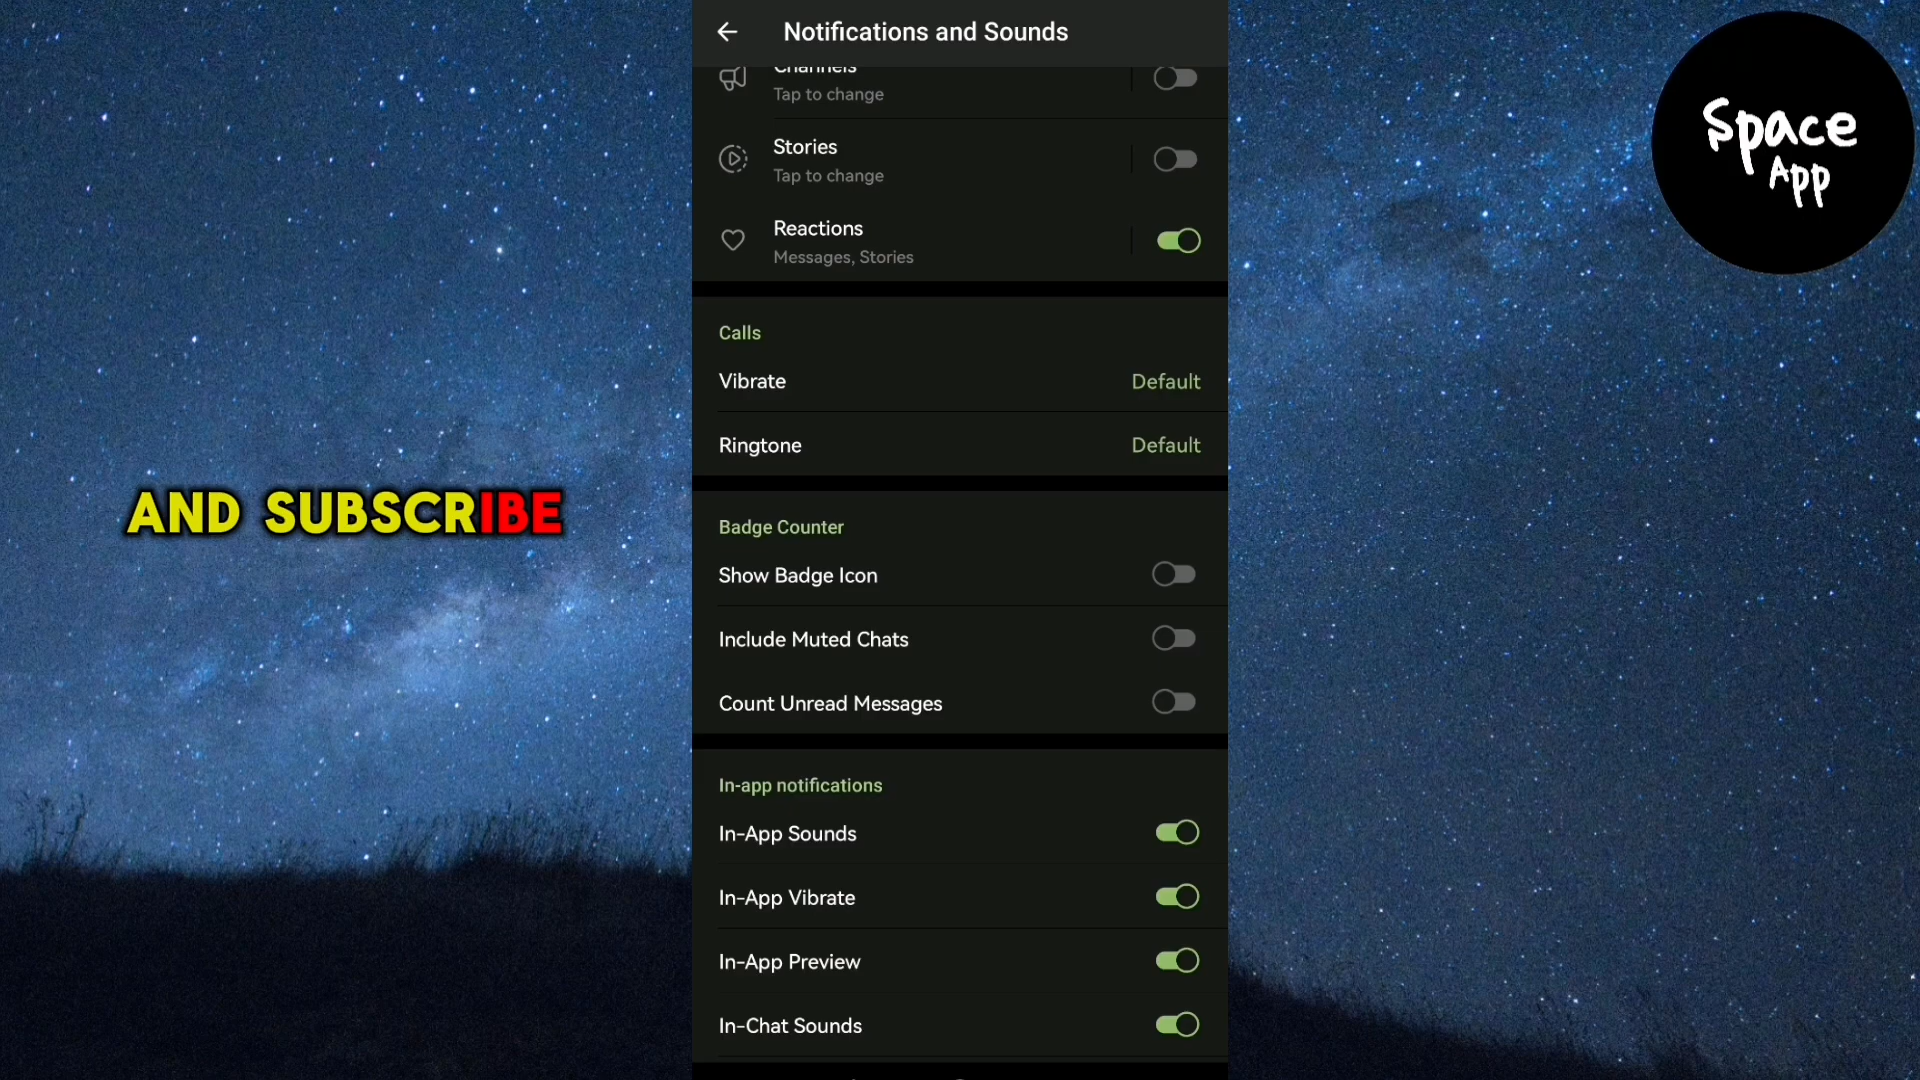 Notifications and Sounds
Channels
Tap to change
Stories
Tap to change
Reactions
Messages, Stories
Calls
Vibrate Default
Ringtone Default
Badge Counter
Show Badge Icon
Include Muted Chats
Count Unread Messages
In-app notifications
In-App Sounds
In-App Vibrate
In-App Preview
In-Chat Sounds
AND SUBSCRIBE
Space
App